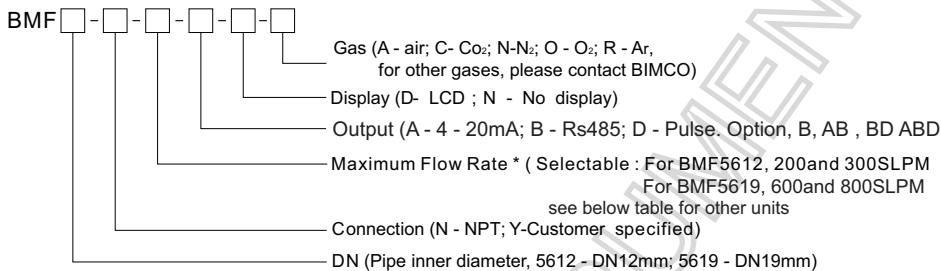 BMF□-□-□-□-□-□
Gas (A - air; C- Co₂; N-N₂; O - O₂; R - Ar,
for other gases, please contact BIMCO)
Display (D- LCD ; N - No display)
Output (A - 4 - 20mA; B - Rs485; D - Pulse. Option, B, AB , BD ABD
Maximum Flow Rate * ( Selectable : For BMF5612, 200and 300SLPM
For BMF5619, 600and 800SLPM
see below table for other units
Connection (N - NPT; Y-Customer specified)
DN (Pipe inner diameter, 5612 - DN12mm; 5619 - DN19mm)